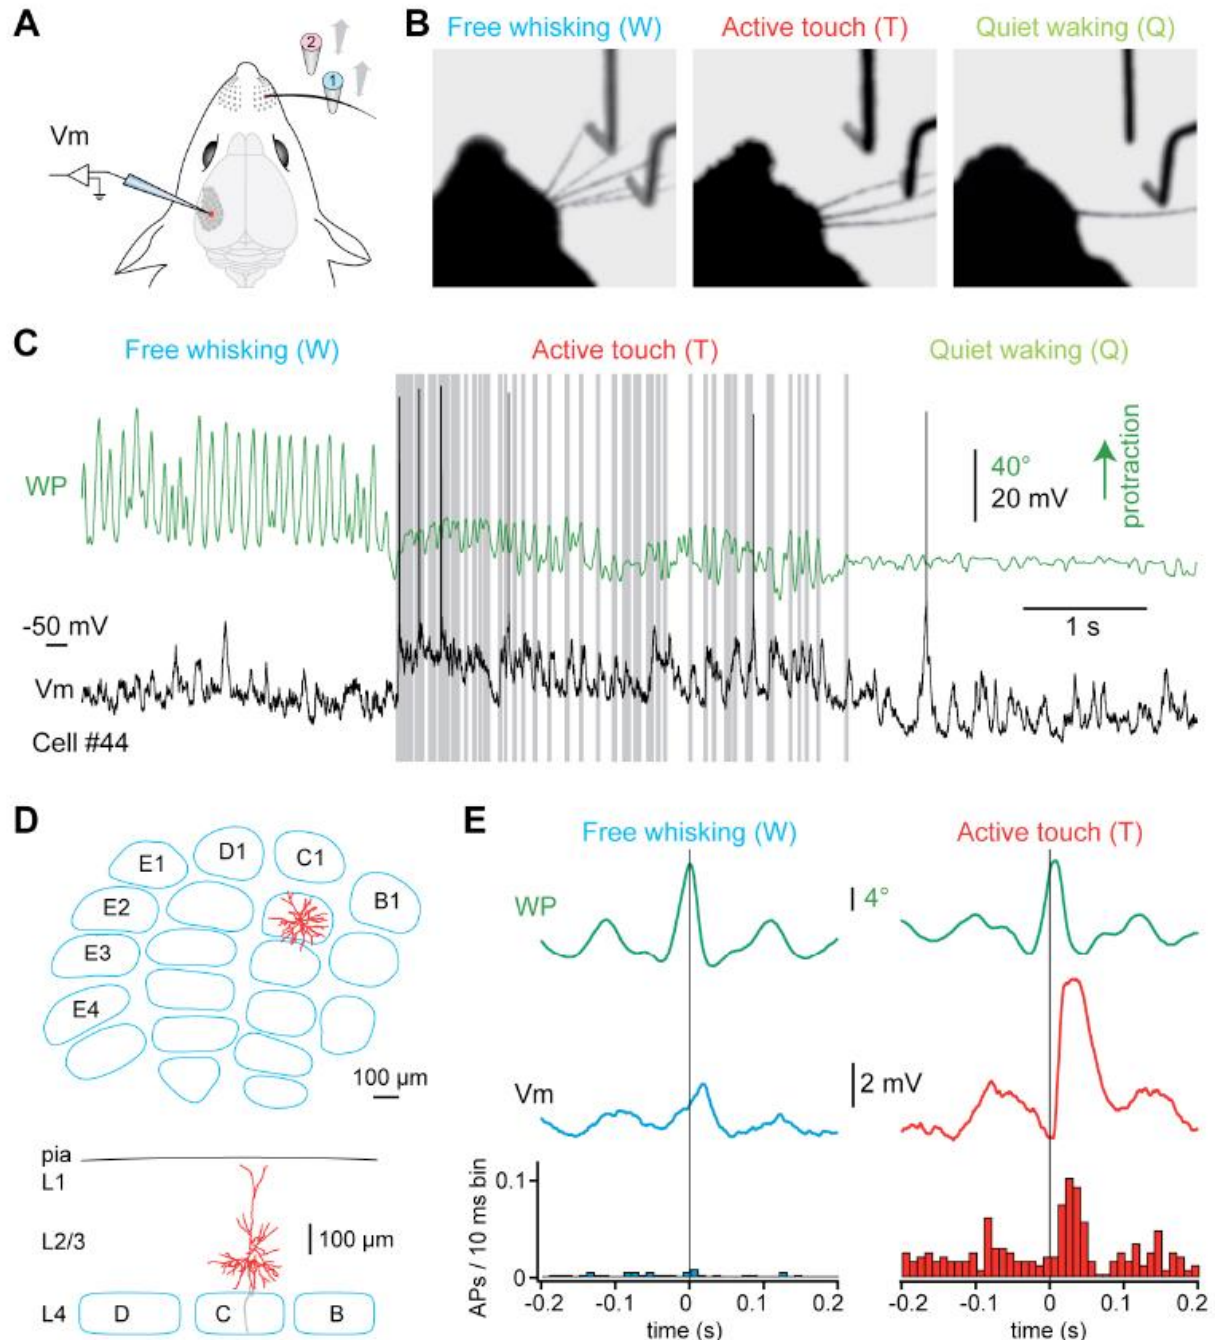 A
2
1
Vm
B
Free whisking (W)
Active touch (T)
Quiet waking (Q)
C
Free whisking (W)
Active touch (T)
Quiet waking (Q)
WP
40°
20 mV
protraction
-50 mV
1 s
Vm
Cell #44
D
E1
D1
C1
B1
E2
E3
E4
100 µm
pia
L1
L2/3
100 µm
L4
D
C
B
E
Free whisking (W)
Active touch (T)
WP
4°
Vm
2 mV
APs / 10 ms bin
0.1
0
-0.2
-0.1
0
0.1
0.2
time (s)
-0.2
-0.1
0
0.1
0.2
time (s)